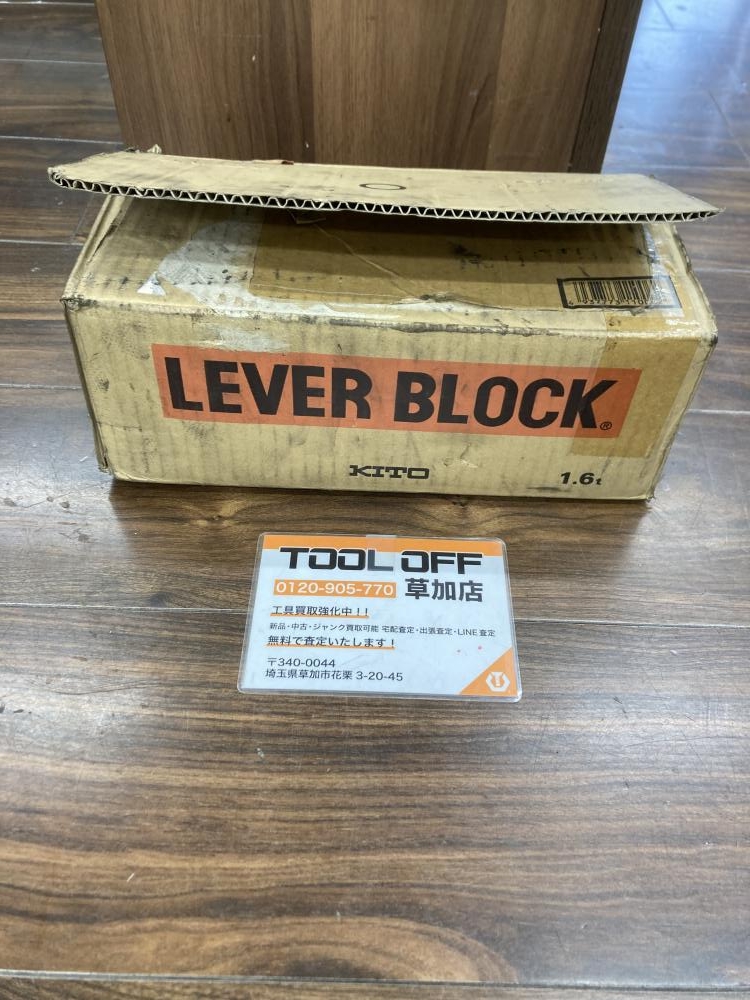 LEVER BLOCK®
KITO
1.6t
TOOL OFF
0120-905-770 草加店
工具買取強化中！！
新品・中古・ジャンク買取可能 宅配査定・出張査定・LINE査定
無料で査定いたします！
〒340-0044
埼玉県草加市花栗 3-20-45